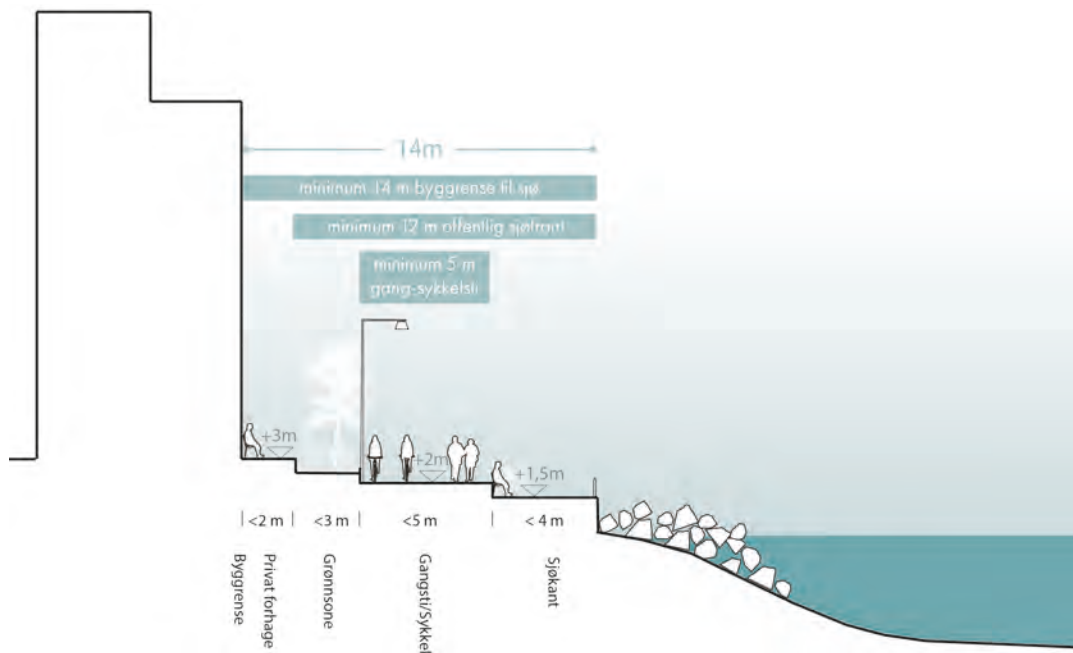 14m
minimum 14 m byggrense til sjø
minimum 12 m offentlig sjøfront
minimum 5 m
gang-sykkelsti
+3m
+2m
+1,5m
<2 m
<3 m
<5 m
< 4 m
Byggrense
Privat forhage
Grønnsone
Gangsti/Sykkel
Sjøkant